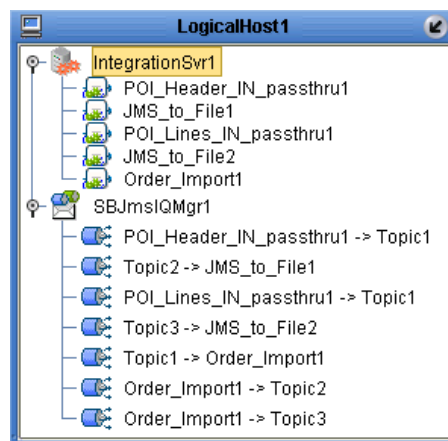 LogicalHost1
IntegrationSvr1
POI_Header_IN_passthru1
JMS_to_File1
POI_Lines_IN_passthru1
JMS_to_File2
Order_Import1
SBJmsIQMgr1
POI_Header_IN_passthru1 -> Topic1
Topic2 -> JMS_to_File1
POI_Lines_IN_passthru1 -> Topic1
Topic3 -> JMS_to_File2
Topic1 -> Order_Import1
Order_Import1 -> Topic2
Order_Import1 -> Topic3